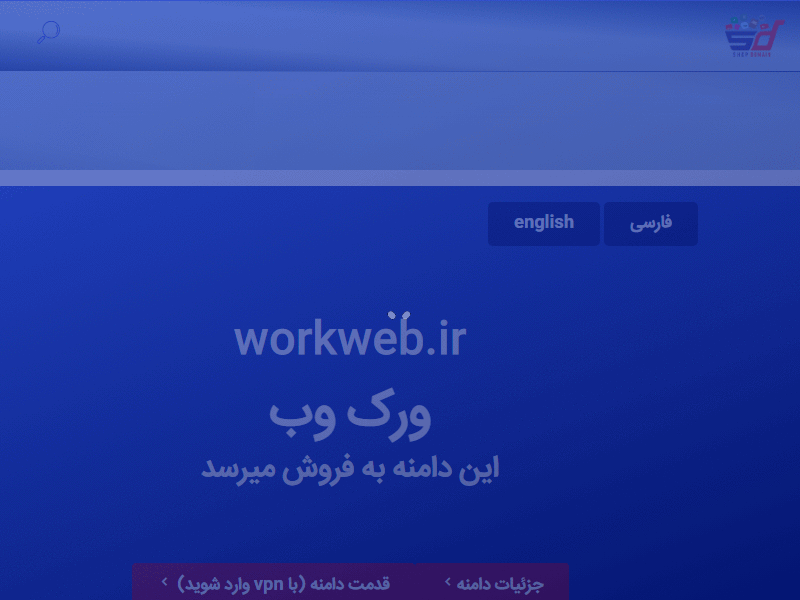 فارسی english
workweb.ir
ورک وب
این دامنه به فروش میرسد
جزئیات دامنه قدمت دامنه (با vpn وارد شوید)